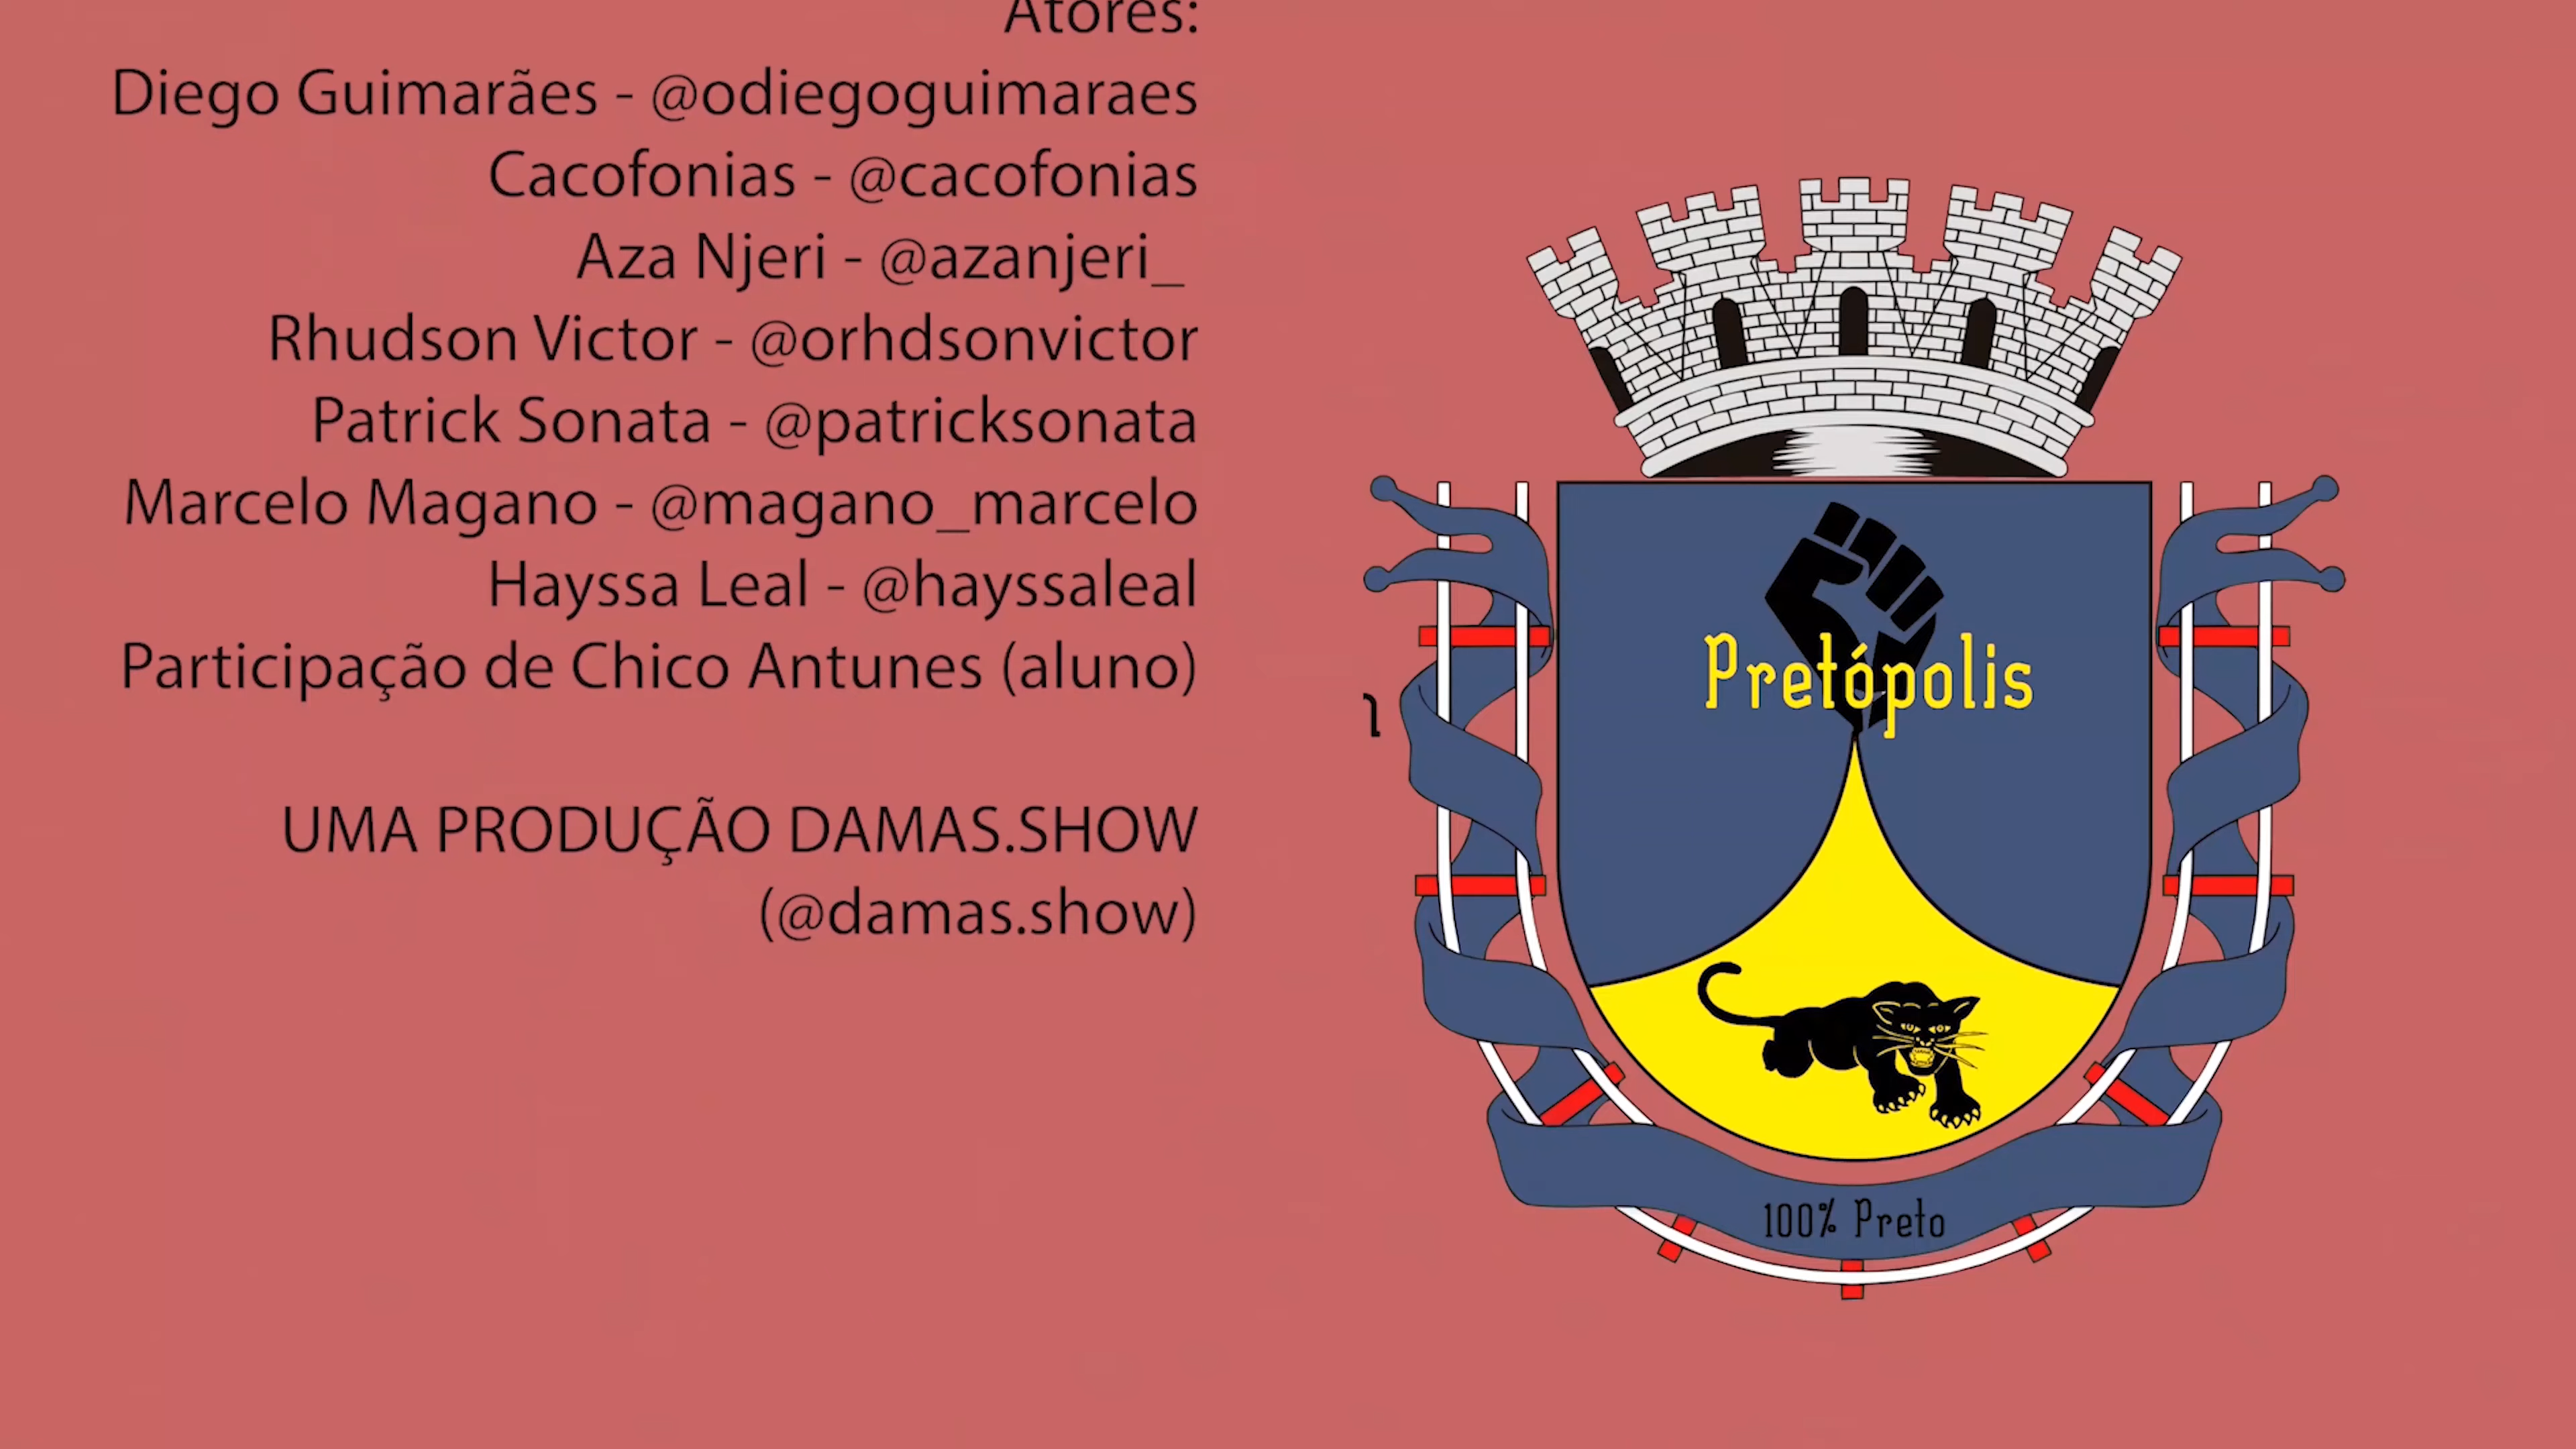 Atores:
Diego Guimarães - @odiegoguimaraes
Cacofonias - @cacofonias
Aza Njeri - @azanjeri_
Rhudson Victor - @orhdsonvictor
Patrick Sonata - @patricksonata
Marcelo Magano - @magano_marcelo
Hayssa Leal - @hayssaleal
Participação de Chico Antunes (aluno)
UMA PRODUÇÃO DAMAS.SHOW
(@damas.show)
Pretópolis
100% Preto